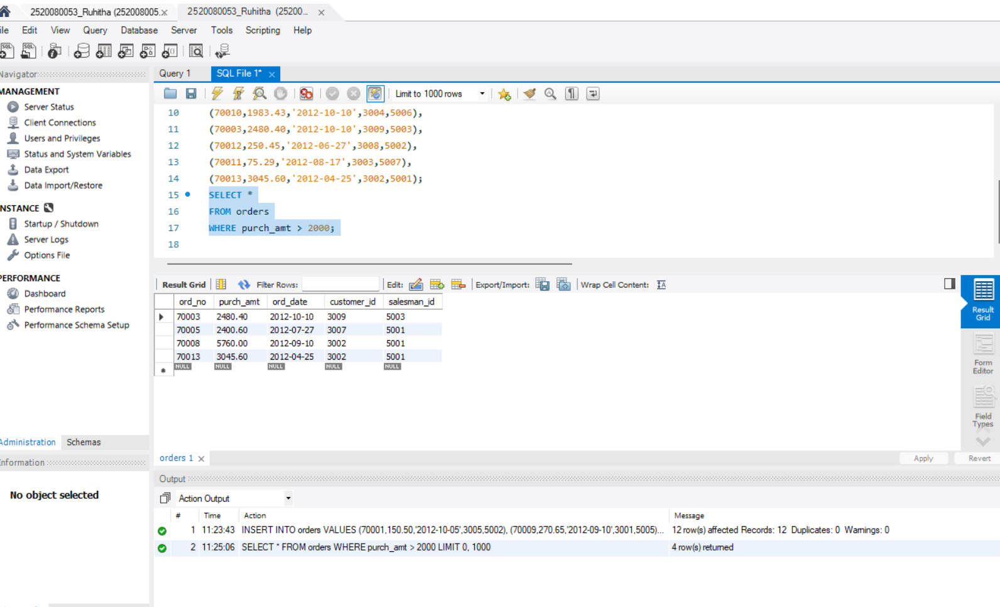 2520080053_Ruhitha (252008005.×
2520080053_Ruhitha (25200... ×
ile Edit View Query Database Server Tools Scripting Help
Navigator
MANAGEMENT
Server Status
Client Connections
Users and Privileges
Status and System Variables
Data Export
Data Import/Restore
INSTANCE
Startup / Shutdown
Server Logs
Options File
PERFORMANCE
Dashboard
Performance Reports
Performance Schema Setup
Administration Schemas
Information
No object selected
Query 1 SQL File 1* ×
Limit to 1000 rows
10 (70010,1983.43,'2012-10-10',3004,5006),
11 (70003,2480.40,'2012-10-10',3009,5003),
12 (70012,250.45,'2012-06-27',3008,5002),
13 (70011,75.29,'2012-08-17',3003,5007),
14 (70013,3045.60,'2012-04-25',3002,5001);
15 SELECT *
16 FROM orders
17 WHERE purch_amt > 2000;
18
Result Grid Filter Rows: Edit: Export/Import: Wrap Cell Content:
ord_no purch_amt ord_date customer_id salesman_id
70003 2480.40 2012-10-10 3009 5003
70005 2400.60 2012-07-27 3007 5001
70008 5760.00 2012-09-10 3002 5001
70013 3045.60 2012-04-25 3002 5001
NULL NULL NULL NULL NULL
Result
Grid
Form
Editor
Field
Types
orders 1 × Apply Revert
Output
Action Output
# Time Action Message
1 11:23:43 INSERT INTO orders VALUES (70001,150.50,'2012-10-05',3005,5002), (70009,270.65,'2012-09-10',3001,5005)... 12 row(s) affected Records: 12 Duplicates: 0 Warnings: 0
2 11:25:06 SELECT * FROM orders WHERE purch_amt > 2000 LIMIT 0, 1000 4 row(s) returned